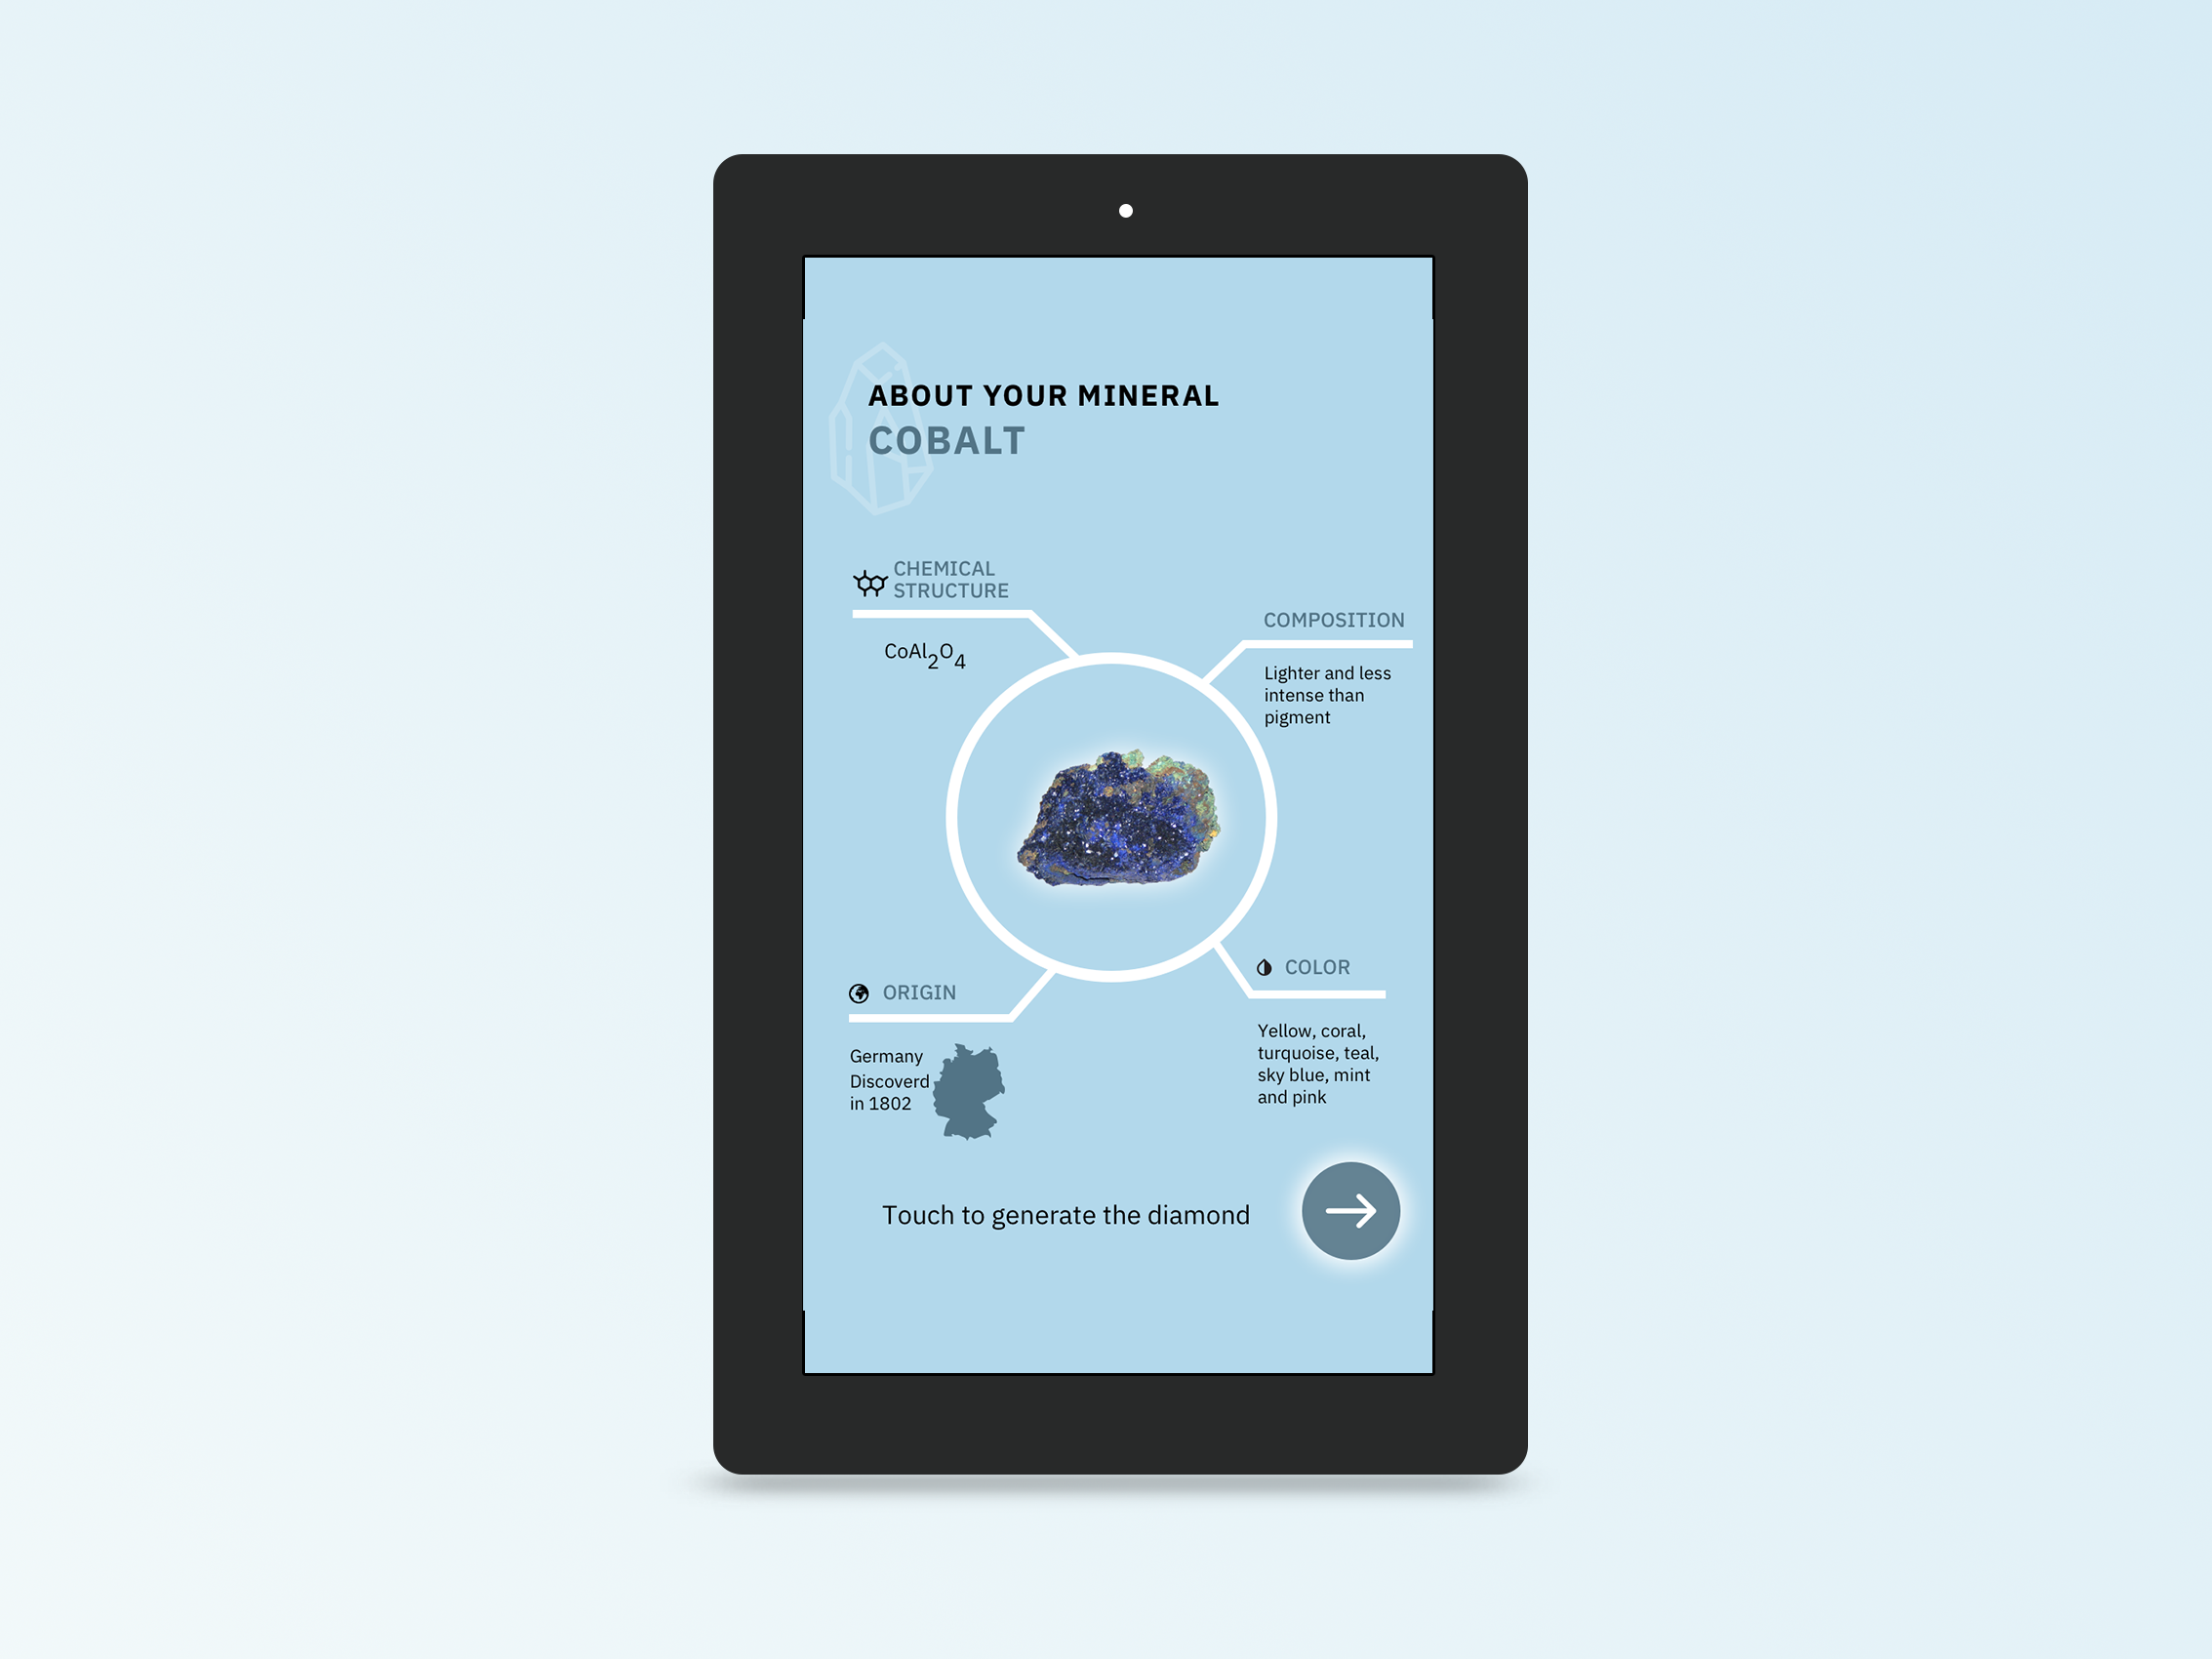 ABOUT YOUR MINERAL
COBALT
CHEMICAL
STRUCTURE
CoAl₂O₄
COMPOSITION
Lighter and less
intense than
pigment
ORIGIN
Germany
Discoverd
in 1802
COLOR
Yellow, coral,
turquoise, teal,
sky blue, mint
and pink
Touch to generate the diamond